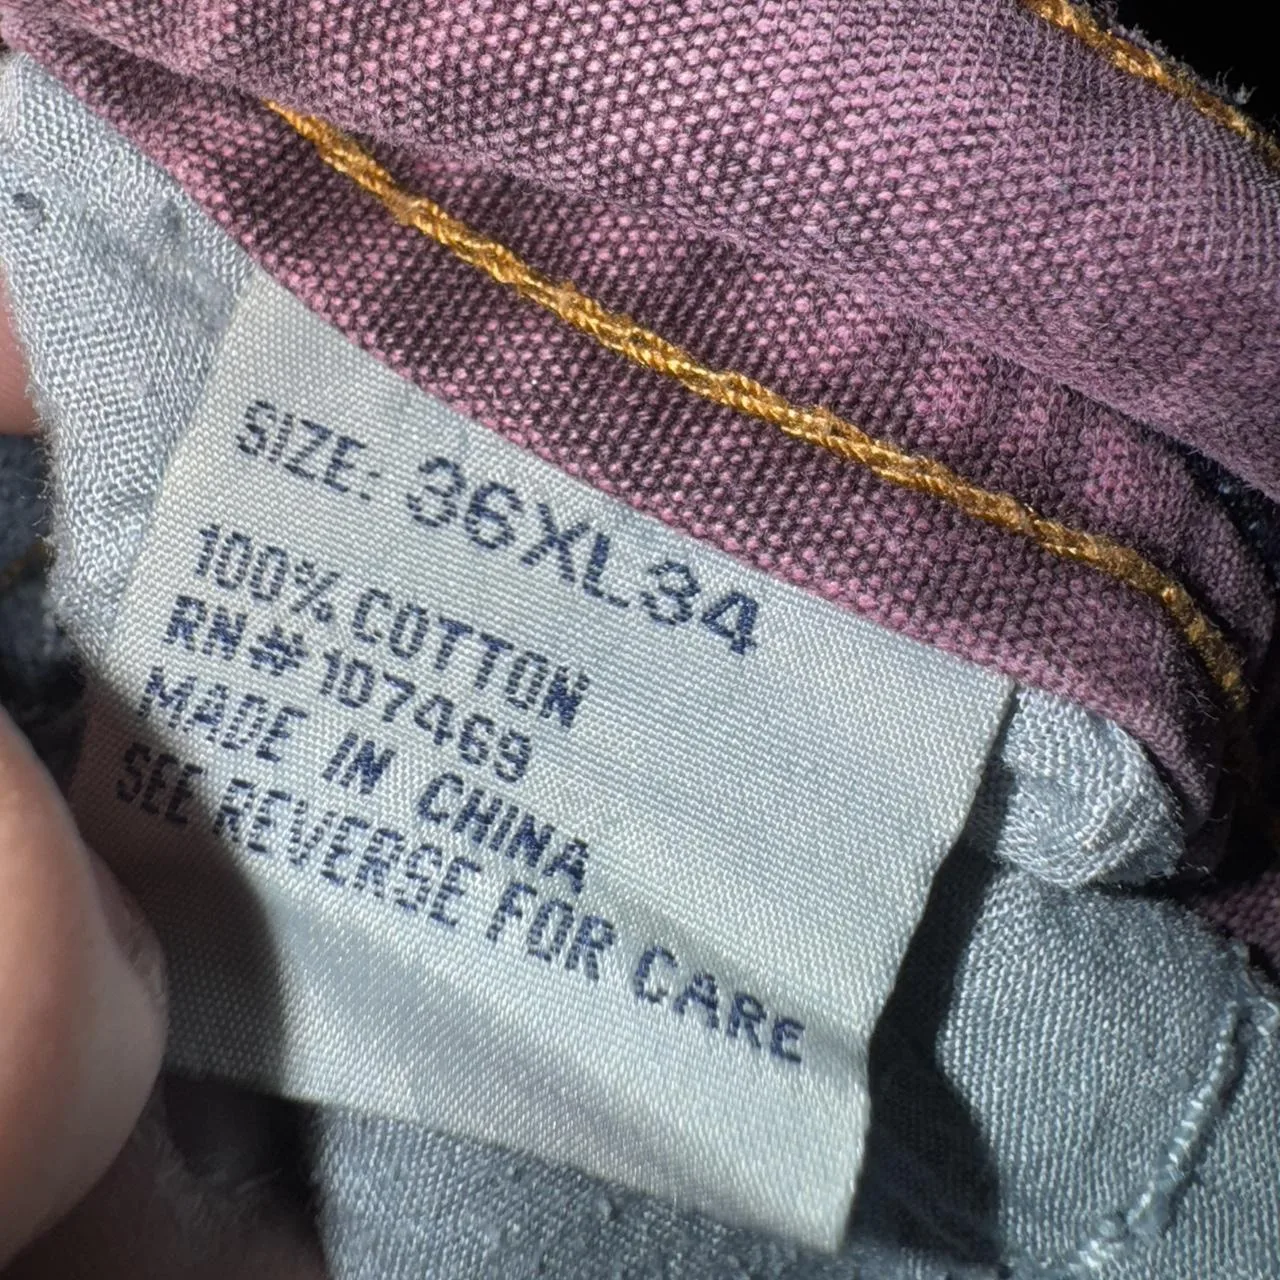 SIZE: 36XL34
100% COTTON
RN# 107469
MADE IN CHINA
SEE REVERSE FOR CARE